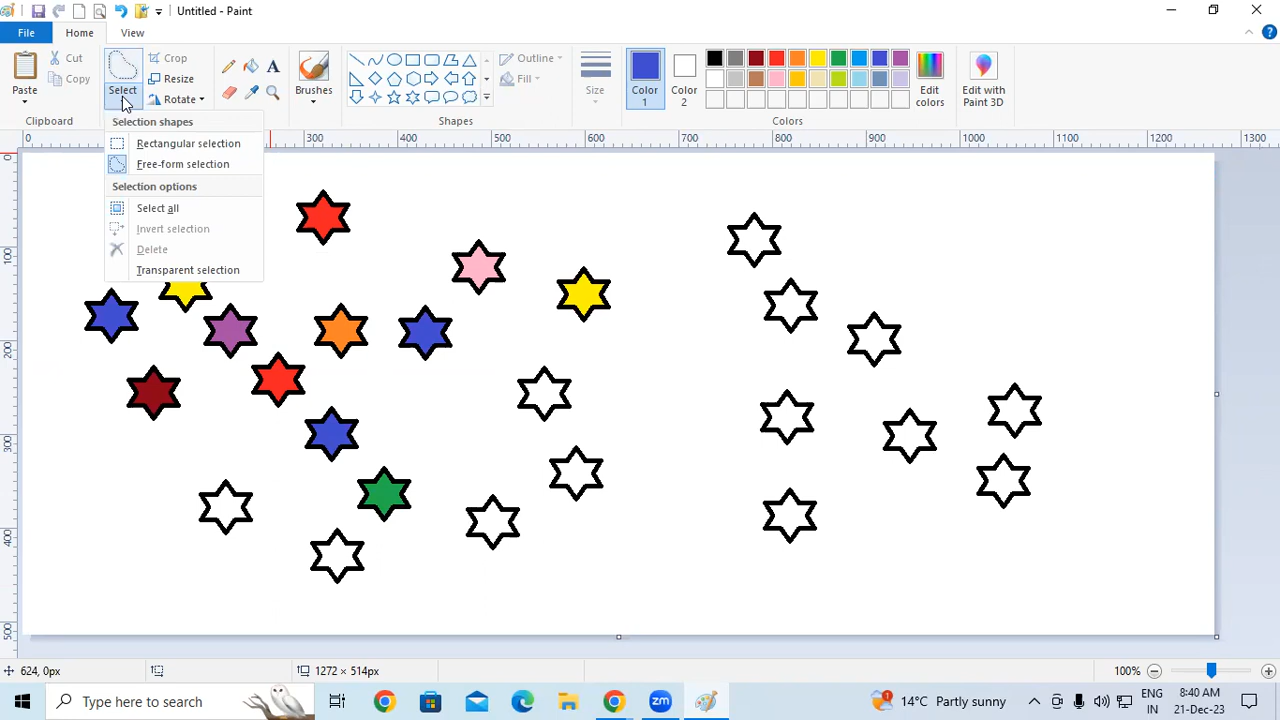 Untitled - Paint
File Home View
Paste Cut Copy Select Crop Resize Rotate Brushes Outline Fill Size Color 1 Color 2 Edit colors Edit with Paint 3D
Clipboard Shapes Colors
Selection shapes
Rectangular selection
Free-form selection
Selection options
Select all
Invert selection
Delete
Transparent selection
0 300 400 500 600 700 800 900 1000 1100 1200 1300
0
100
200
300
400
500
624, 0px 1272 × 514px 100%
Type here to search 1 14°C Partly sunny ENG IN 8:40 AM 21-Dec-23